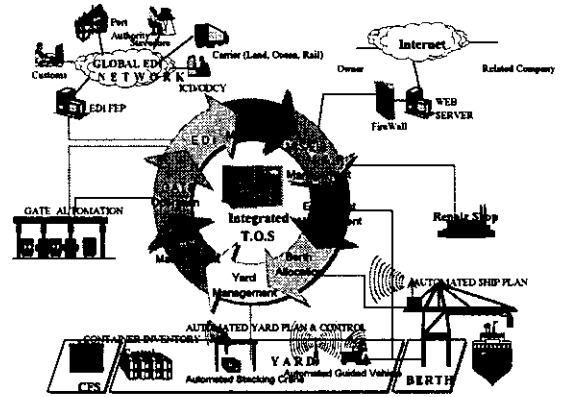 Port
Authority
Surveyors
Carrier (Land, Ocean, Rail)
GLOBAL EDI
NETWORK
Customs
ICD/ODCY
EDI FEP
Internet
Owner
Related Company
WEB
SERVER
FireWall
EDI
Integrated
T.O.S
Berth
Allocation
Yard
Management
GATE AUTOMATION
Repair Shop
AUTOMATED SHIP PLAN
AUTOMATED YARD PLAN & CONTROL
CONTAINER INVENTORY
YARD
CFS
Automated Stacking Crane
Automated Guided Vehicle
BERTH